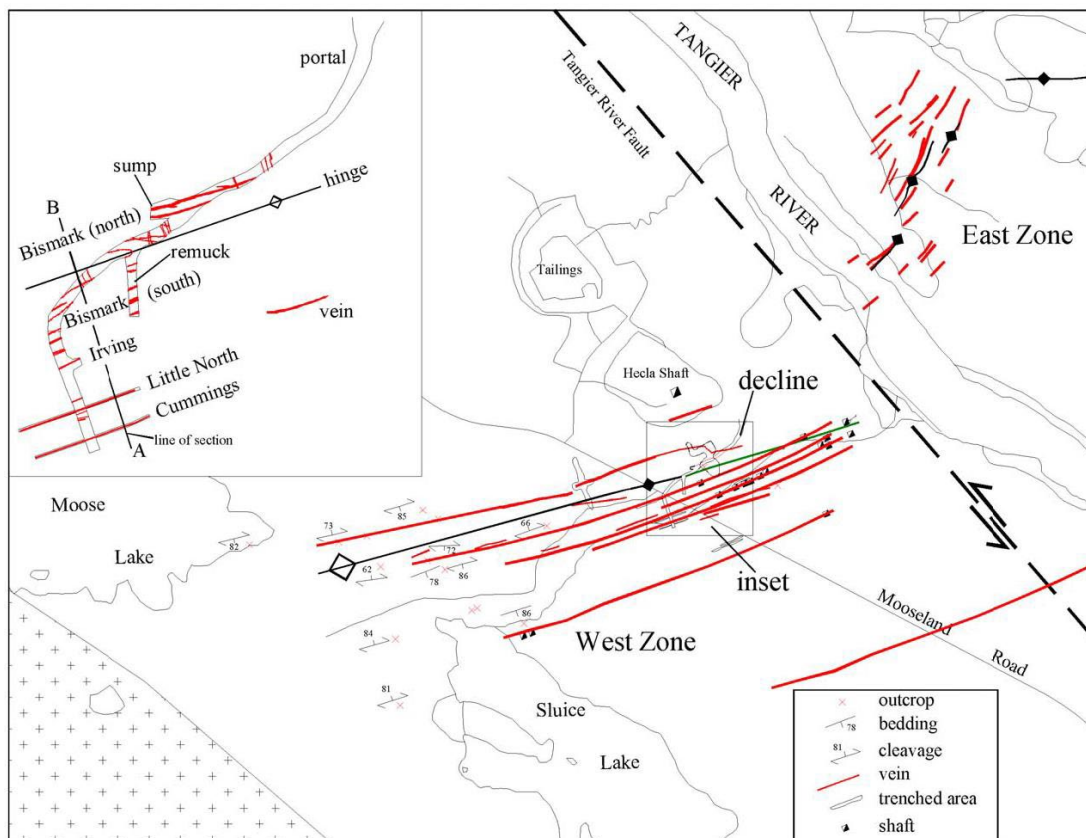 portal
sump
hinge
B
Bismark (north)
remuck
Bismark (south)
vein
Irving
Little North
Cummings
line of section
A
TANGIER
RIVER
Tangier River Fault
East Zone
Tailings
Hecla Shaft
decline
inset
Moose
Lake
West Zone
Mooseland
Road
Sluice
Lake
73
85
82
62
72
66
78
86
86
84
81
outcrop
78
bedding
81
cleavage
vein
trenched area
shaft